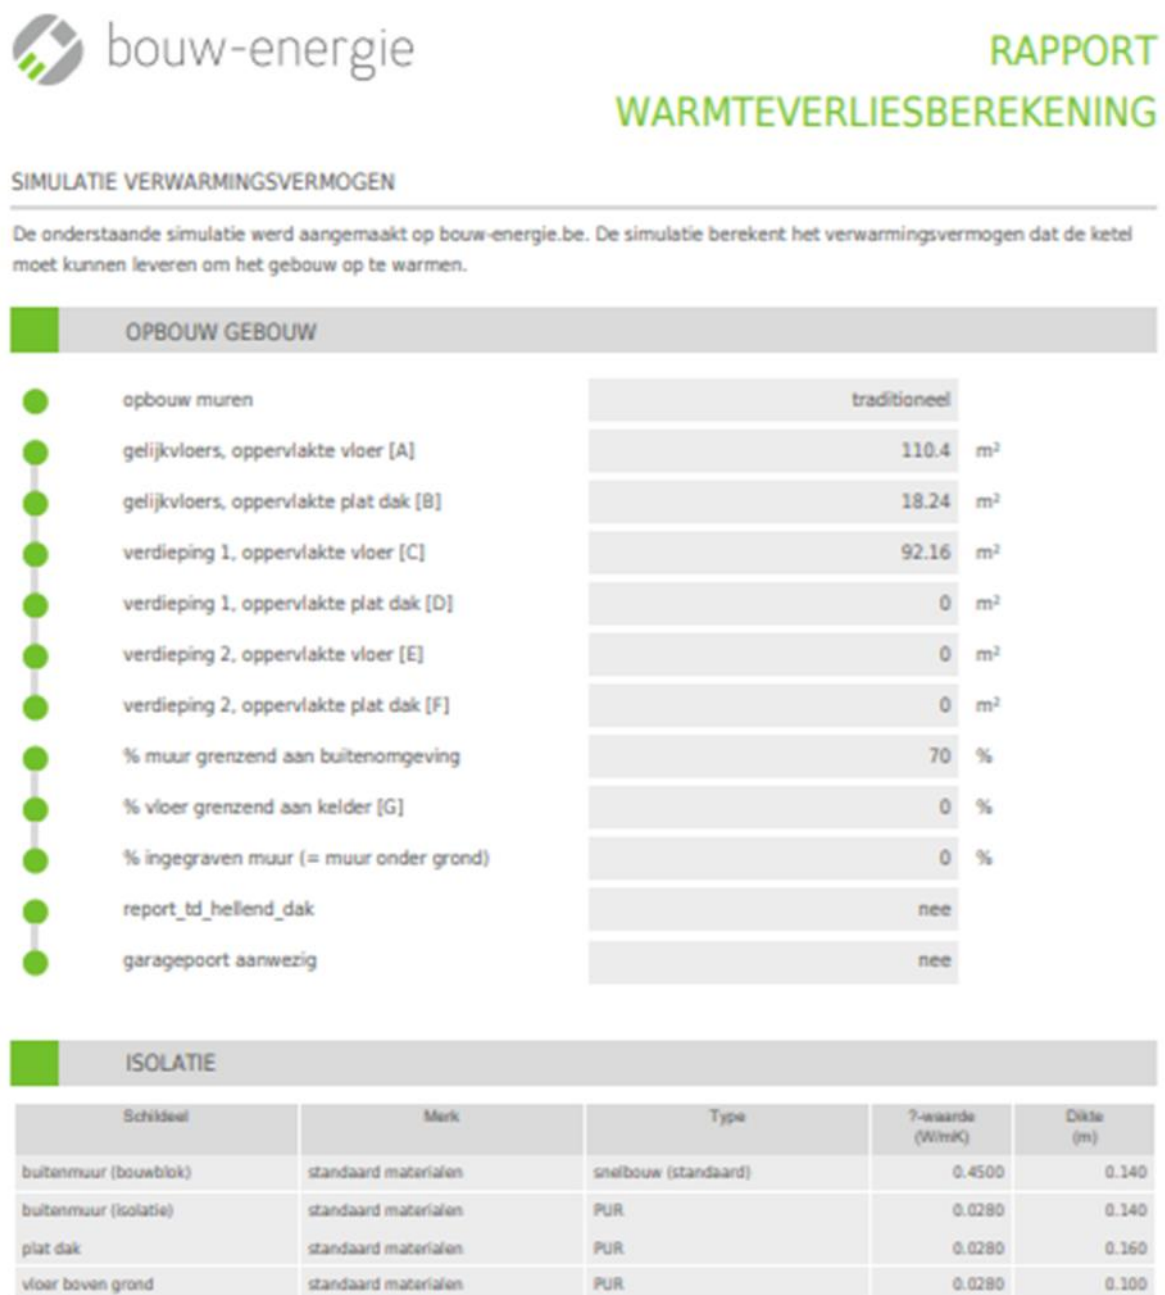 bouw-energie
RAPPORT
WARMTEVERLIESBEREKENING
SIMULATIE VERWARMINGSVERMOGEN
De onderstaande simulatie werd aangemaakt op bouw-energie.be. De simulatie berekent het verwarmingsvermogen dat de ketel
moet kunnen leveren om het gebouw op te warmen.
OPBOUW GEBOUW
opbouw muren traditioneel
gelijkvloers, oppervlakte vloer [A] 110.4 m²
gelijkvloers, oppervlakte plat dak [B] 18.24 m²
verdieping 1, oppervlakte vloer [C] 92.16 m²
verdieping 1, oppervlakte plat dak [D] 0 m²
verdieping 2, oppervlakte vloer [E] 0 m²
verdieping 2, oppervlakte plat dak [F] 0 m²
% muur grenzend aan buitenomgeving 70 %
% vloer grenzend aan kelder [G] 0 %
% ingegraven muur (= muur onder grond) 0 %
report_td_hellend_dak nee
garagepoort aanwezig nee
ISOLATIE
Schildeel Merk Type ?-waarde Dikte
(W/mK) (m)
buitenmuur (bouwblok) standaard materialen snelbouw (standaard) 0.4500 0.140
buitenmuur (isolatie) standaard materialen PUR 0.0280 0.140
plat dak standaard materialen PUR 0.0280 0.160
vloer boven grond standaard materialen PUR 0.0280 0.100